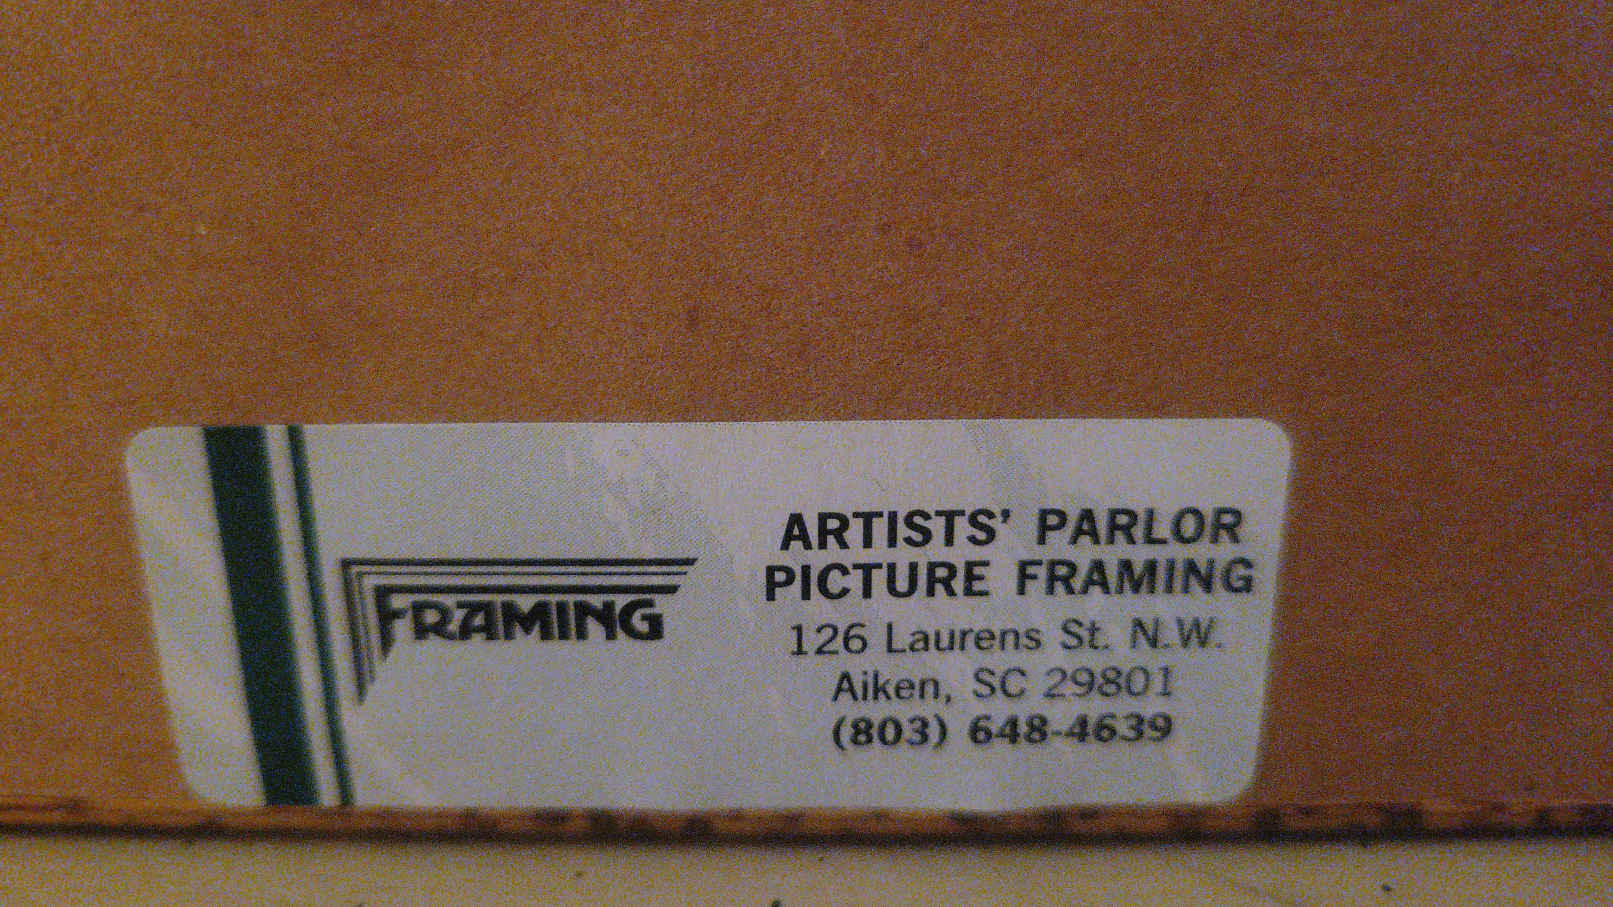 FRAMING
ARTISTS' PARLOR
PICTURE FRAMING
126 Laurens St. N.W.
Aiken, SC 29801
(803) 648-4639